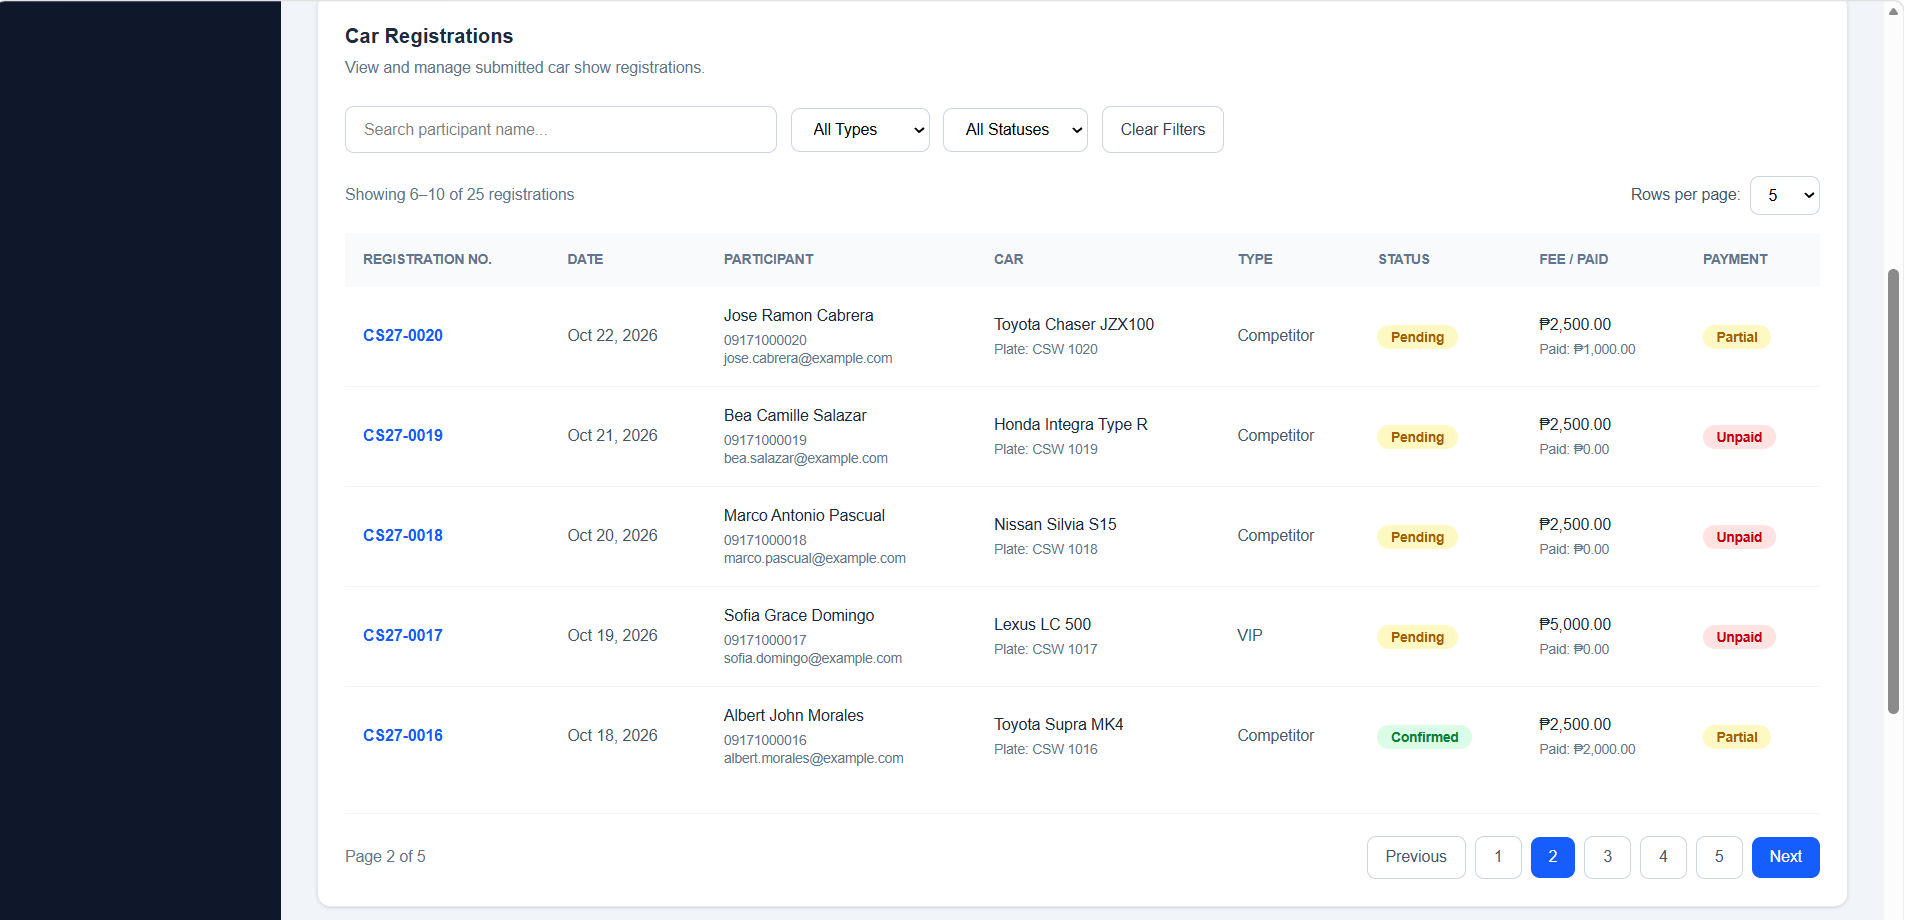 Car Registrations
View and manage submitted car show registrations.
Search participant name...
All Types
All Statuses
Clear Filters
Showing 6–10 of 25 registrations
Rows per page: 5
REGISTRATION NO. DATE PARTICIPANT CAR TYPE STATUS FEE / PAID PAYMENT
CS27-0020
Oct 22, 2026
Jose Ramon Cabrera
09171000020
jose.cabrera@example.com
Toyota Chaser JZX100
Plate: CSW 1020
Competitor
Pending
₱2,500.00
Paid: ₱1,000.00
Partial
CS27-0019
Oct 21, 2026
Bea Camille Salazar
09171000019
bea.salazar@example.com
Honda Integra Type R
Plate: CSW 1019
Competitor
Pending
₱2,500.00
Paid: ₱0.00
Unpaid
CS27-0018
Oct 20, 2026
Marco Antonio Pascual
09171000018
marco.pascual@example.com
Nissan Silvia S15
Plate: CSW 1018
Competitor
Pending
₱2,500.00
Paid: ₱0.00
Unpaid
CS27-0017
Oct 19, 2026
Sofia Grace Domingo
09171000017
sofia.domingo@example.com
Lexus LC 500
Plate: CSW 1017
VIP
Pending
₱5,000.00
Paid: ₱0.00
Unpaid
CS27-0016
Oct 18, 2026
Albert John Morales
09171000016
albert.morales@example.com
Toyota Supra MK4
Plate: CSW 1016
Competitor
Confirmed
₱2,500.00
Paid: ₱2,000.00
Partial
Page 2 of 5
Previous 1 2 3 4 5 Next